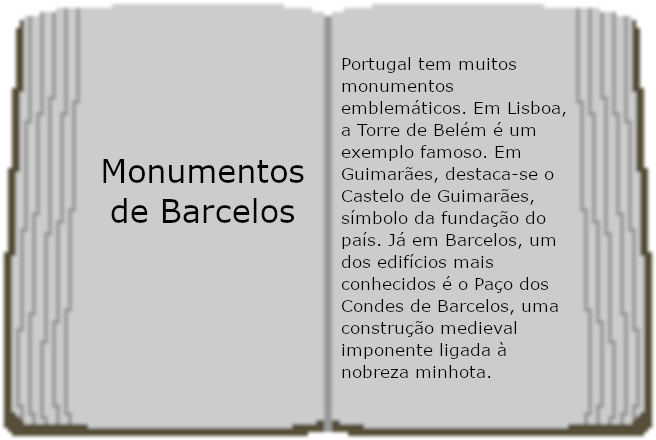 Monumentos
de Barcelos
Portugal tem muitos
monumentos
emblemáticos. Em Lisboa,
a Torre de Belém é um
exemplo famoso. Em
Guimarães, destaca-se o
Castelo de Guimarães,
símbolo da fundação do
país. Já em Barcelos, um
dos edifícios mais
conhecidos é o Paço dos
Condes de Barcelos, uma
construção medieval
imponente ligada à
nobreza minhota.